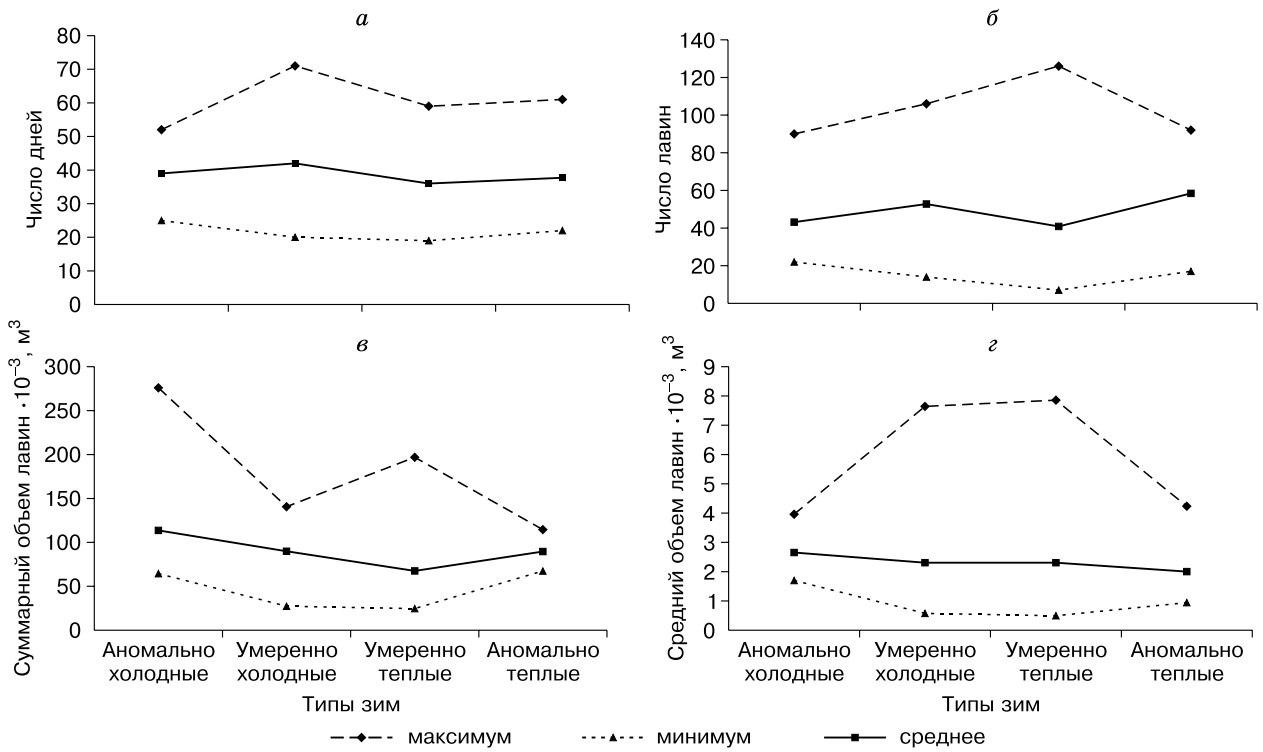 а
Число дней
80
70
60
50
40
30
20
10
0
б
Число лавин
140
120
100
80
60
40
20
0
в
Суммарный объем лавин ·10⁻³, м³
300
250
200
150
100
50
0
Аномально холодные
Умеренно холодные
Умеренно теплые
Аномально теплые
Типы зим
г
Средний объем лавин ·10⁻³, м³
9
8
7
6
5
4
3
2
1
0
Аномально холодные
Умеренно холодные
Умеренно теплые
Аномально теплые
Типы зим
максимум
минимум
среднее